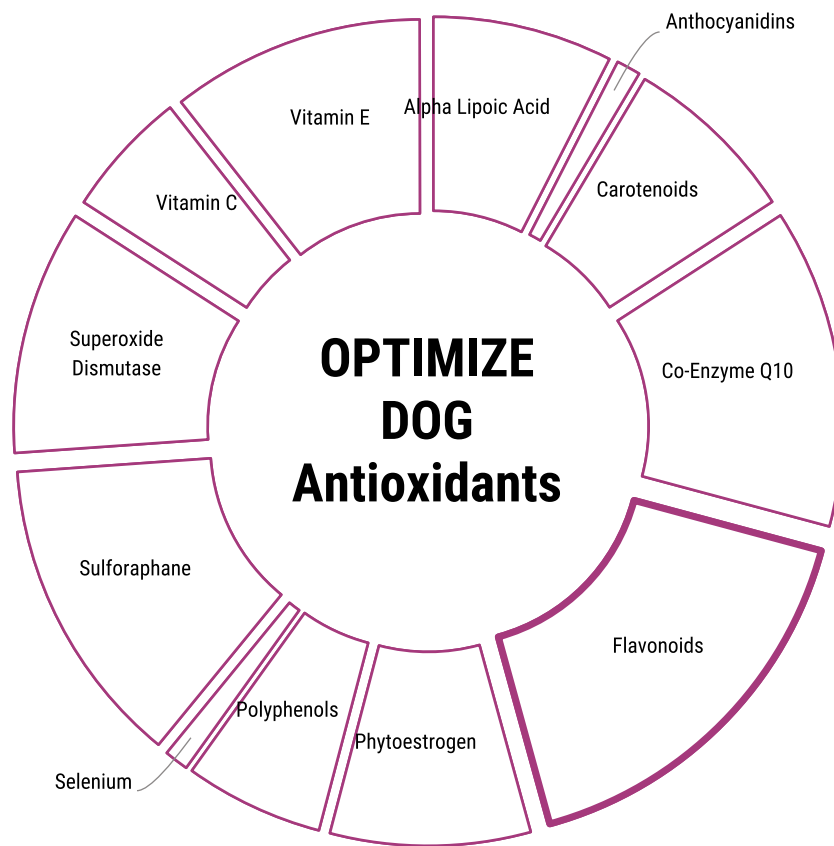 Anthocyanidins
Alpha Lipoic Acid
Vitamin E
Carotenoids
Vitamin C
Superoxide
Dismutase
Co-Enzyme Q10
OPTIMIZE
DOG
Antioxidants
Sulforaphane
Flavonoids
Polyphenols
Phytoestrogen
Selenium